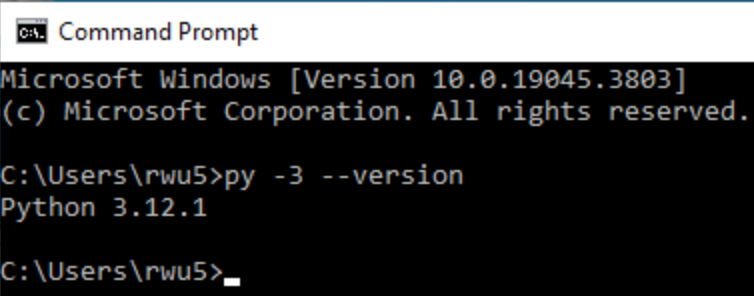 Command Prompt
Microsoft Windows [Version 10.0.19045.3803]
(c) Microsoft Corporation. All rights reserved.
C:\Users\rwu5>py -3 --version
Python 3.12.1
C:\Users\rwu5>